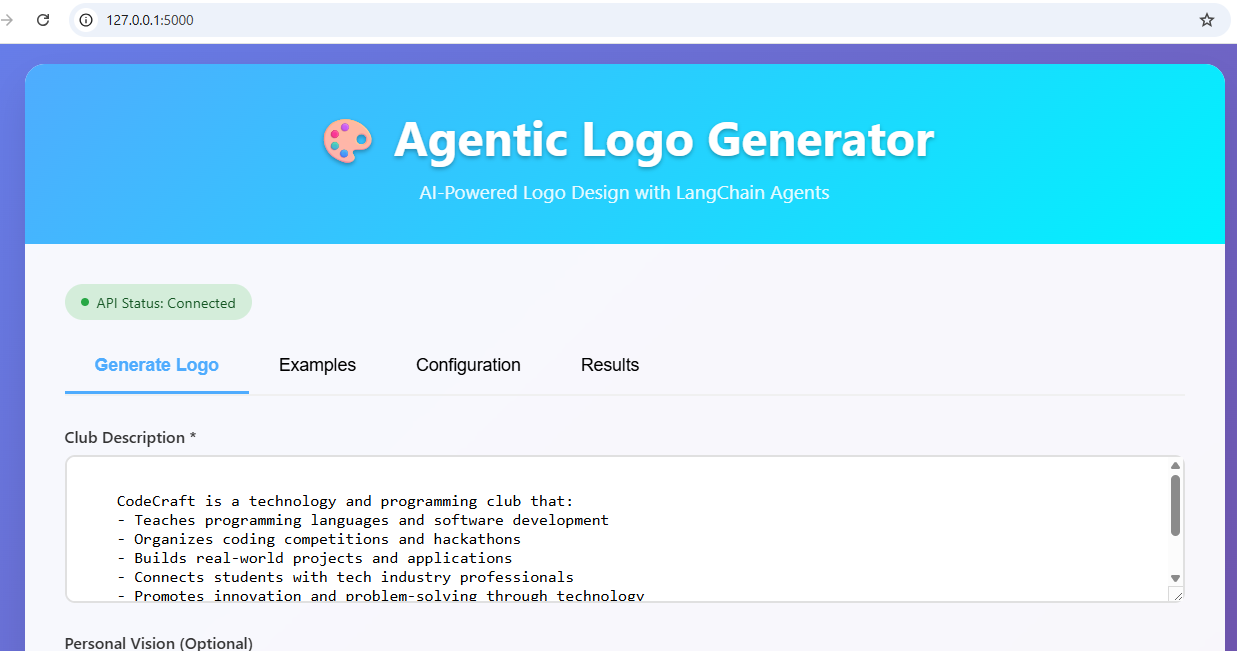 127.0.0.1:5000
Agentic Logo Generator
AI-Powered Logo Design with LangChain Agents
API Status: Connected
Generate Logo Examples Configuration Results
Club Description *
CodeCraft is a technology and programming club that:
- Teaches programming languages and software development
- Organizes coding competitions and hackathons
- Builds real-world projects and applications
- Connects students with tech industry professionals
- Promotes innovation and problem-solving through technology
Personal Vision (Optional)